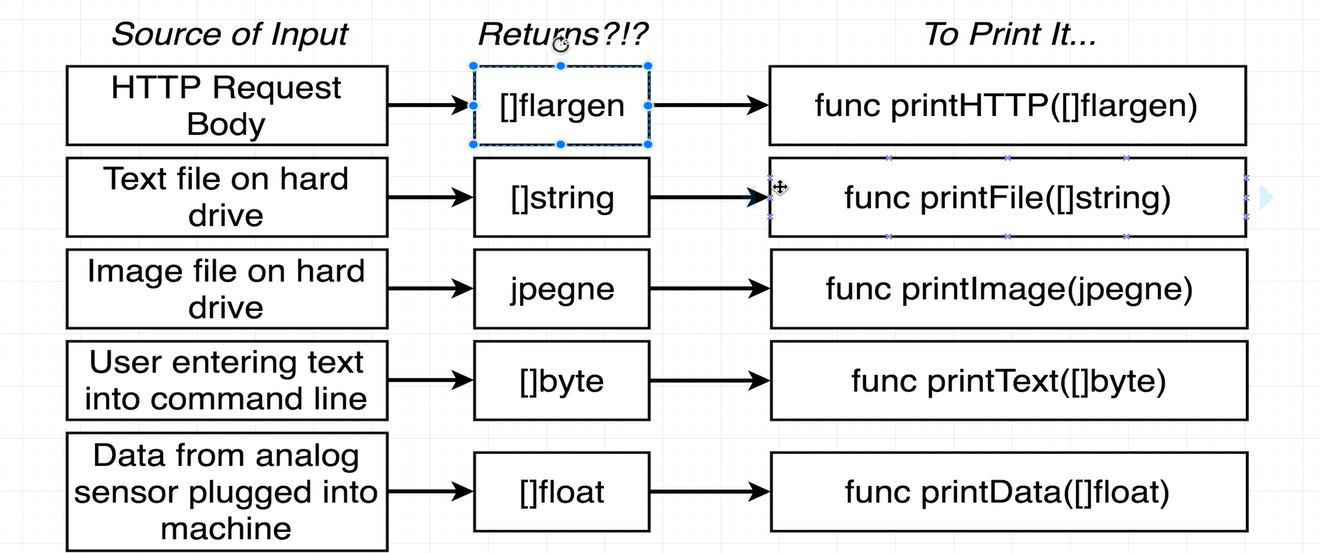 Source of Input
Returns?!?
To Print It...
HTTP Request
Body
[]flargen
func printHTTP([]flargen)
Text file on hard
drive
[]string
func printFile([]string)
Image file on hard
drive
jpegne
func printImage(jpegne)
User entering text
into command line
[]byte
func printText([]byte)
Data from analog
sensor plugged into
machine
[]float
func printData([]float)